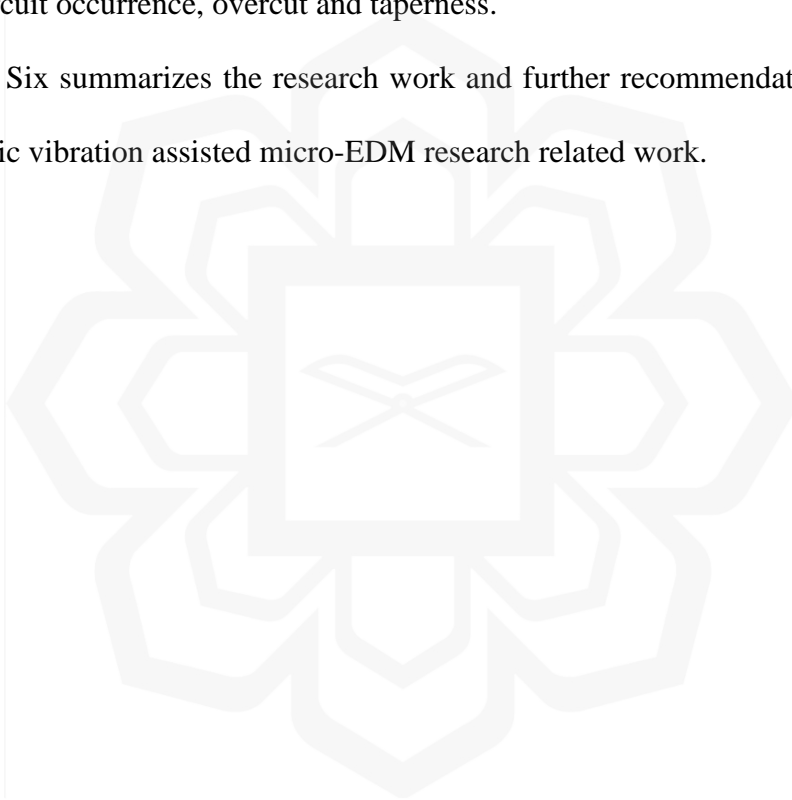 cuit occurrence, overcut and taperness.
Six summarizes the research work and further recommendat
ic vibration assisted micro-EDM research related work.